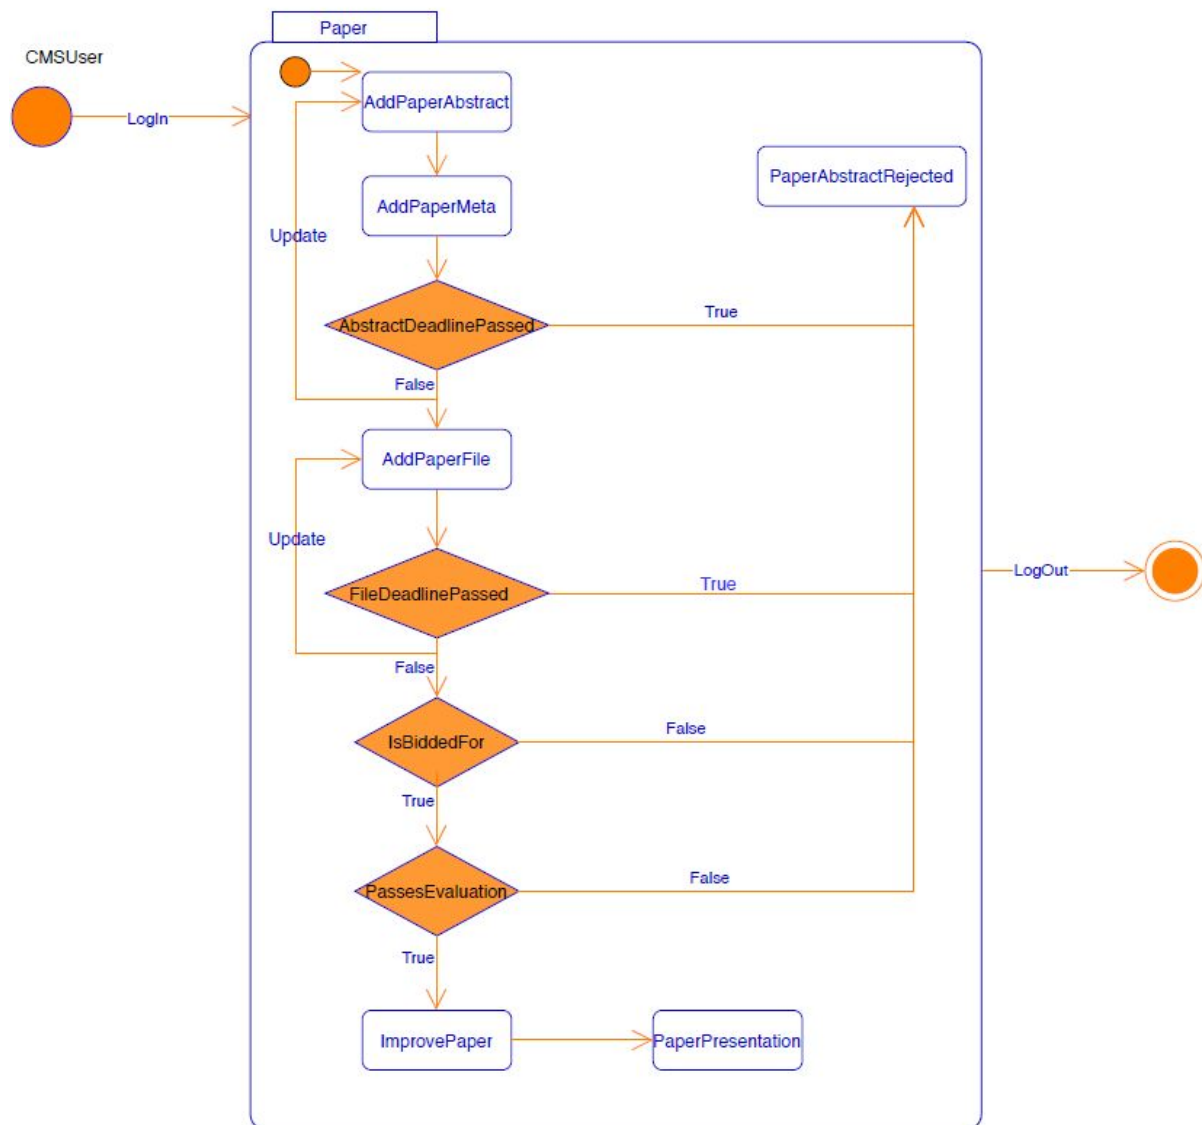 Paper
CMSUser
LogIn
AddPaperAbstract
PaperAbstractRejected
AddPaperMeta
Update
True
AbstractDeadlinePassed
False
AddPaperFile
Update
FileDeadlinePassed
True
LogOut
False
IsBiddedFor
False
True
PassesEvaluation
False
True
ImprovePaper
PaperPresentation